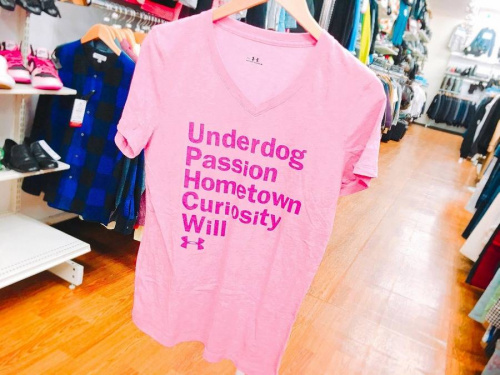 Underdog
Passion
Hometown
Curiosity
Will